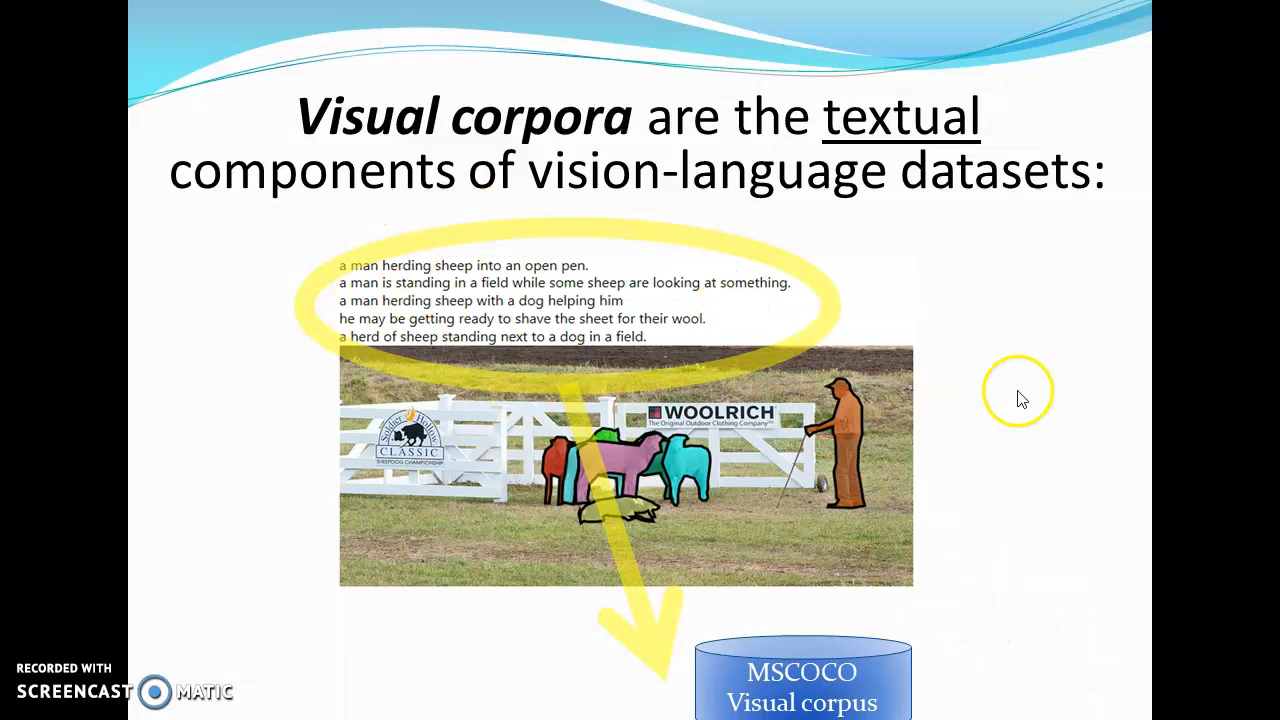 Visual corpora are the textual
components of vision-language datasets:
a man herding sheep into an open pen.
a man is standing in a field while some sheep are looking at something.
a man herding sheep with a dog helping him
he may be getting ready to shave the sheet for their wool.
a herd of sheep standing next to a dog in a field.
Soldier Hollow
CLASSIC
SHEEPDOG CHAMPIONSHIP
WOOLRICH
The Original Outdoor Clothing Company™
MSCOCO
Visual corpus
RECORDED WITH
SCREENCAST MATIC